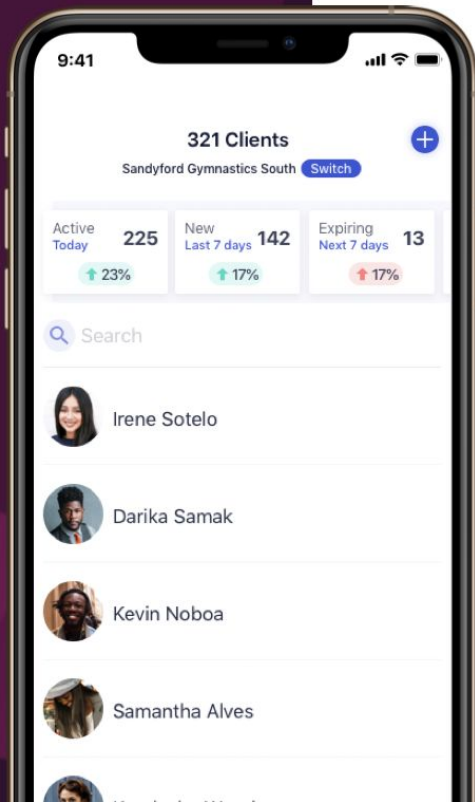 9:41
321 Clients
Sandyford Gymnastics South Switch
Active
Today
225
23%
New
Last 7 days
142
17%
Expiring
Next 7 days
13
17%
Search
Irene Sotelo
Darika Samak
Kevin Noboa
Samantha Alves